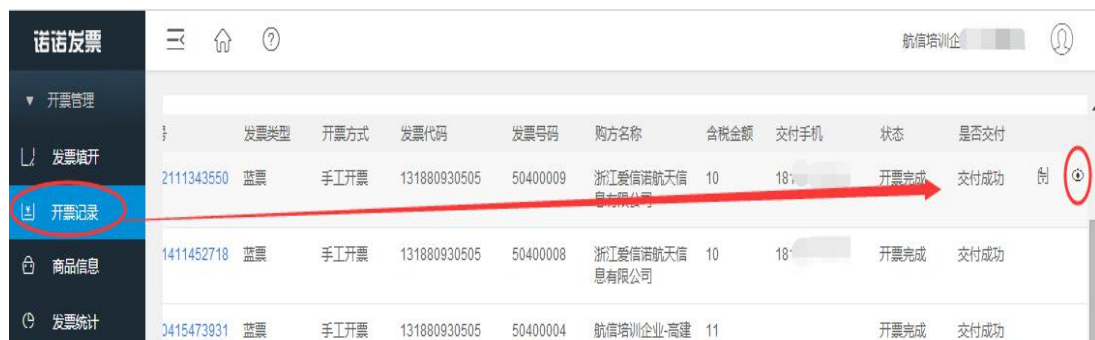 诺诺发票
航信培训企
开票管理
号 发票类型 开票方式 发票代码 发票号码 购方名称 含税金额 交付手机 状态 是否交付
发票填开
2111343550 蓝票 手工开票 131880930505 50400009 浙江爱信诺航天信 10 18 开票完成 交付成功
息有限公司
开票记录
1411452718 蓝票 手工开票 131880930505 50400008 浙江爱信诺航天信 10 18 开票完成 交付成功
息有限公司
商品信息
0415473931 蓝票 手工开票 131880930505 50400004 航信培训企业-高建 11 开票完成 交付成功
发票统计